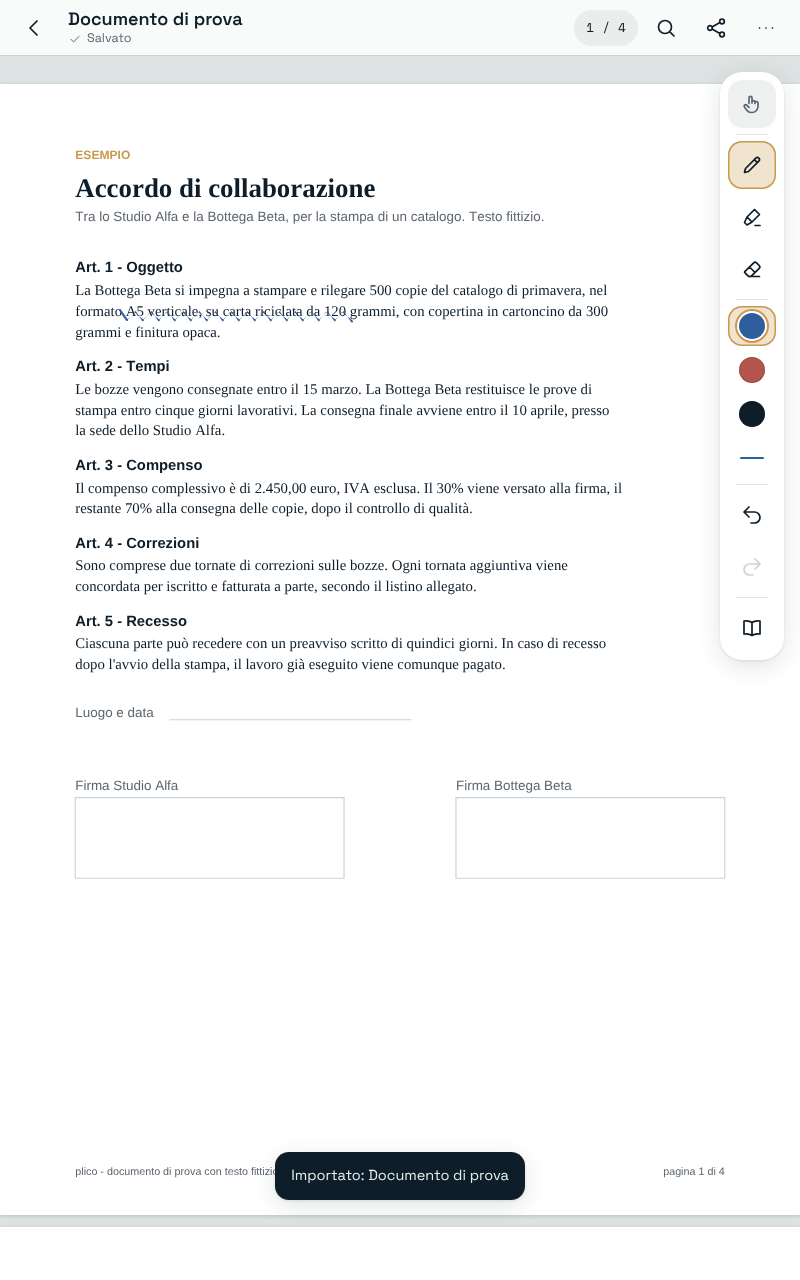 Documento di prova
Salvato
1 / 4
ESEMPIO
Accordo di collaborazione
Tra lo Studio Alfa e la Bottega Beta, per la stampa di un catalogo. Testo fittizio.
Art. 1 - Oggetto
La Bottega Beta si impegna a stampare e rilegare 500 copie del catalogo di primavera, nel
formato A5 verticale, su carta riciclata da 120 grammi, con copertina in cartoncino da 300
grammi e finitura opaca.
Art. 2 - Tempi
Le bozze vengono consegnate entro il 15 marzo. La Bottega Beta restituisce le prove di
stampa entro cinque giorni lavorativi. La consegna finale avviene entro il 10 aprile, presso
la sede dello Studio Alfa.
Art. 3 - Compenso
Il compenso complessivo è di 2.450,00 euro, IVA esclusa. Il 30% viene versato alla firma, il
restante 70% alla consegna delle copie, dopo il controllo di qualità.
Art. 4 - Correzioni
Sono comprese due tornate di correzioni sulle bozze. Ogni tornata aggiuntiva viene
concordata per iscritto e fatturata a parte, secondo il listino allegato.
Art. 5 - Recesso
Ciascuna parte può recedere con un preavviso scritto di quindici giorni. In caso di recesso
dopo l'avvio della stampa, il lavoro già eseguito viene comunque pagato.
Luogo e data
Firma Studio Alfa
Firma Bottega Beta
plico - documento di prova con testo
pagina 1 di 4
Importato: Documento di prova